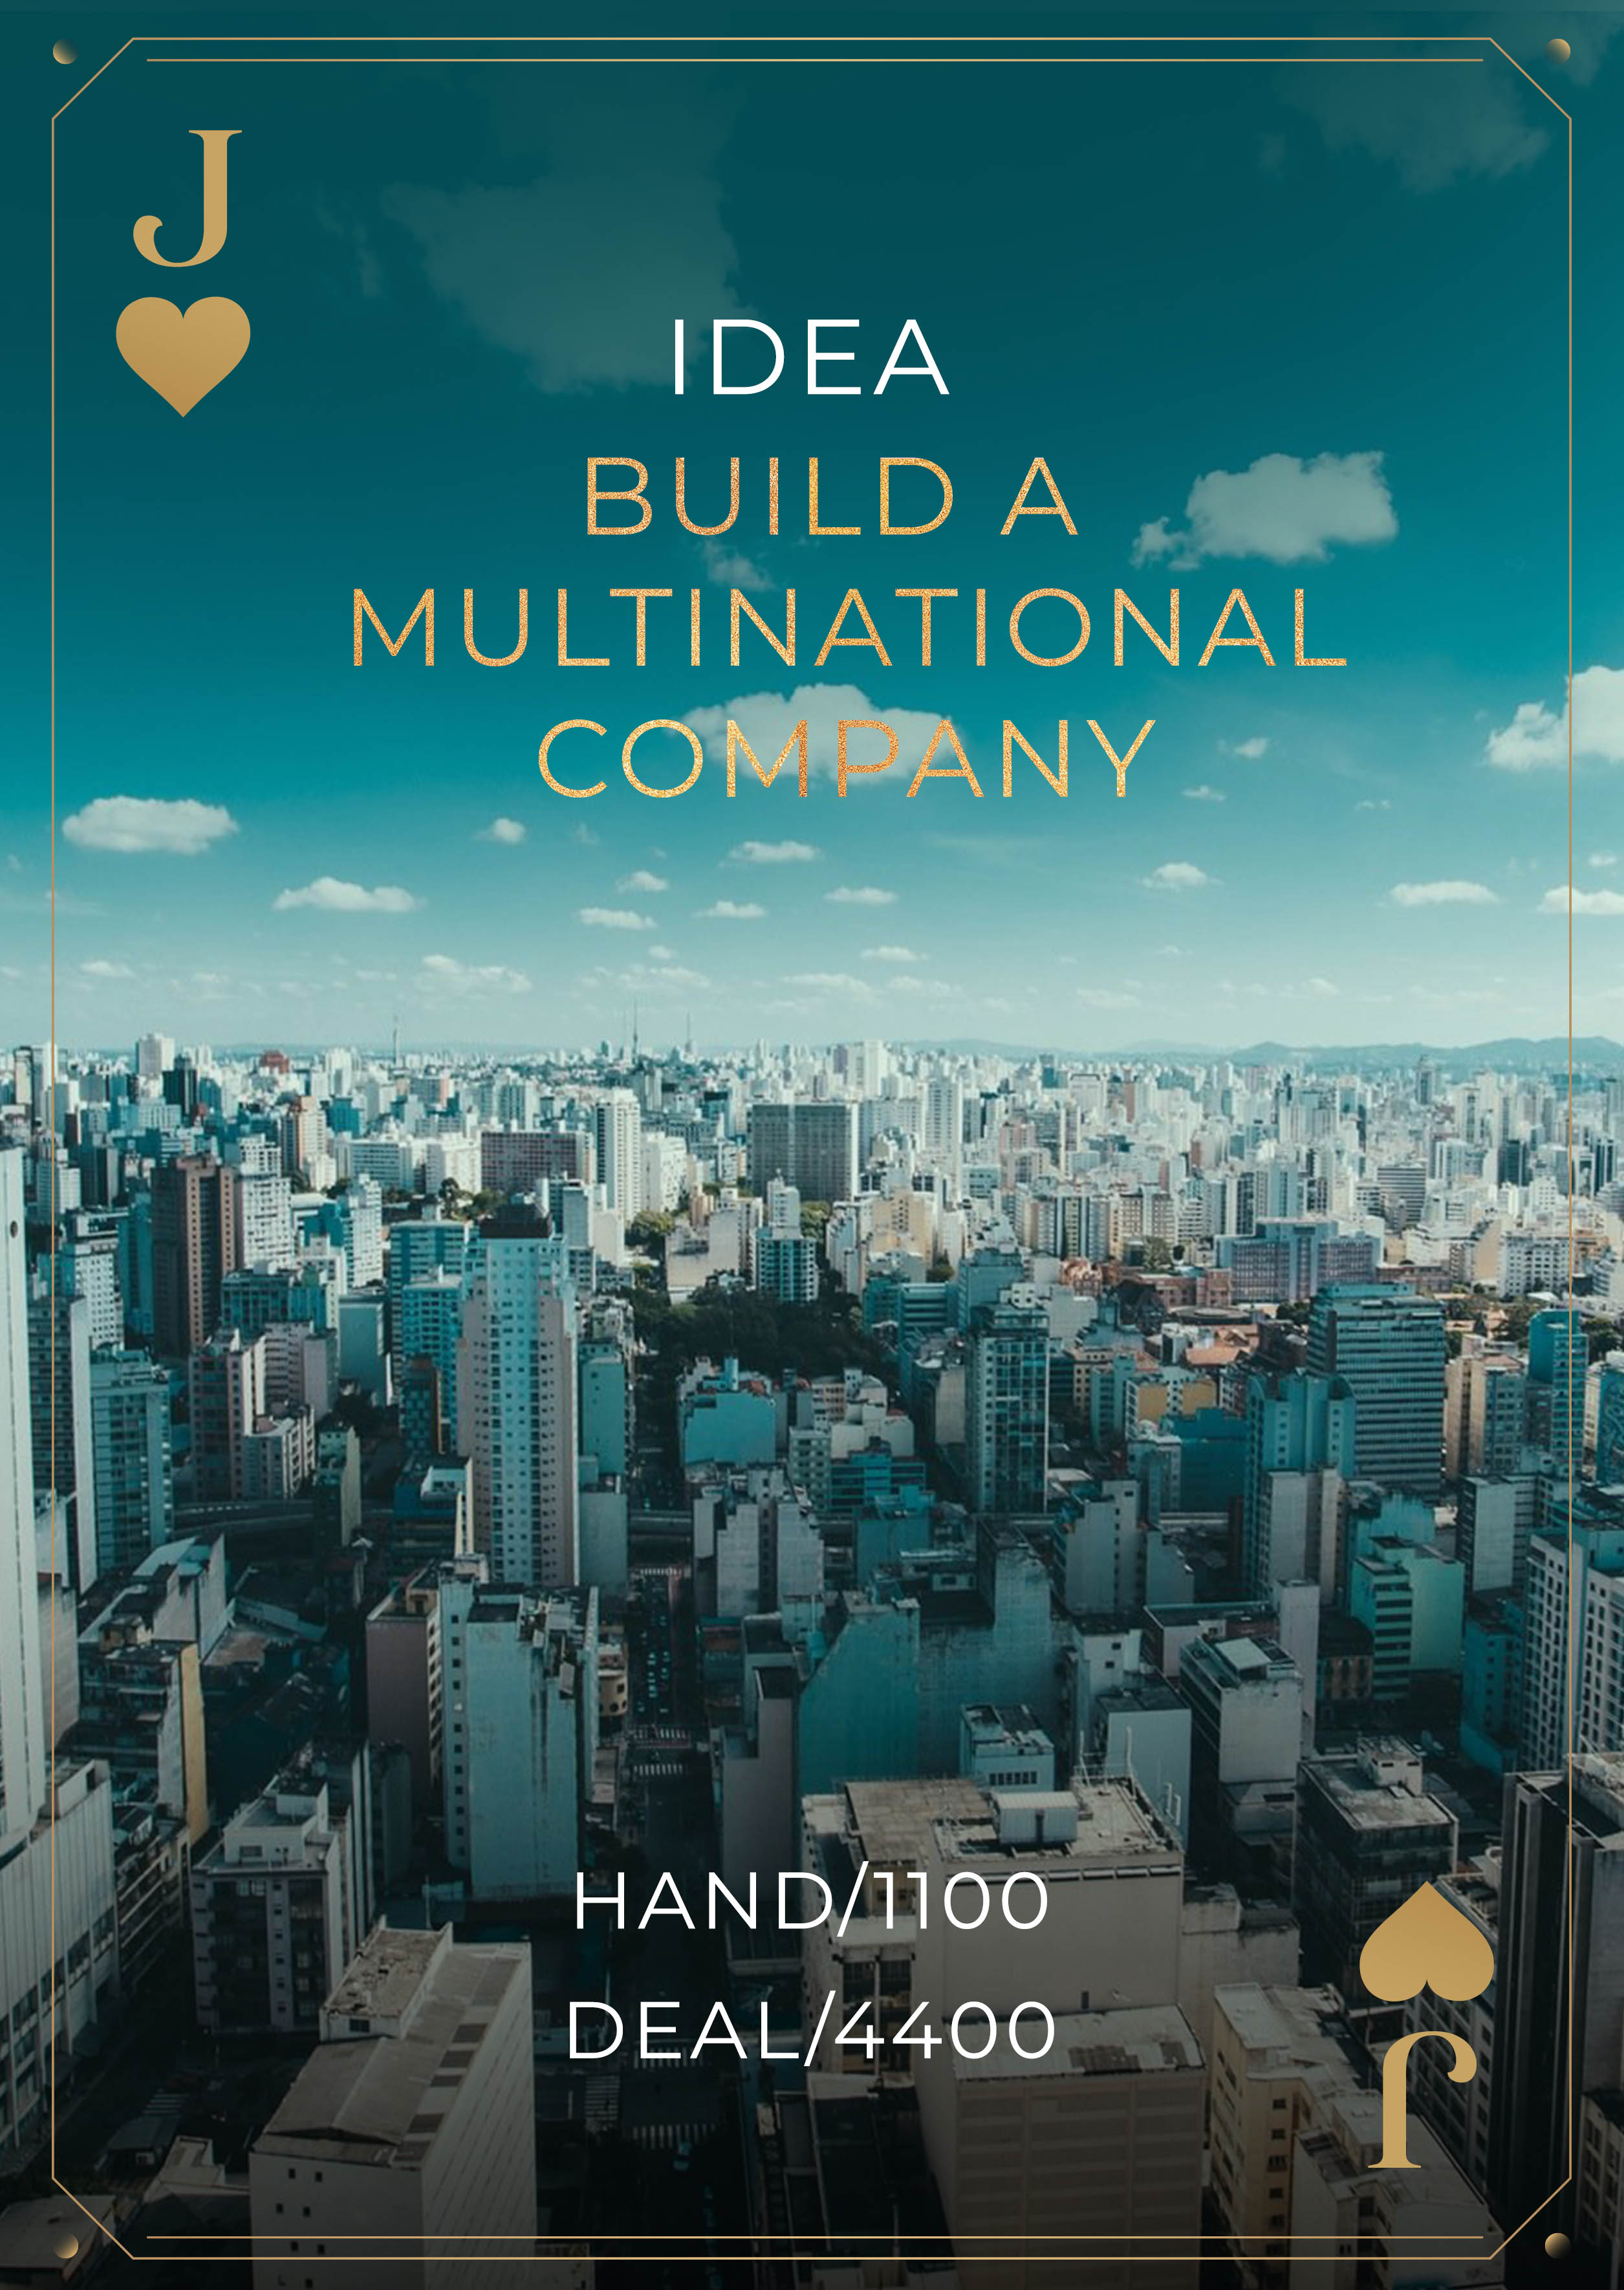 J
IDEA
BUILD A
MULTINATIONAL
COMPANY
HAND/1100
DEAL/4400
J